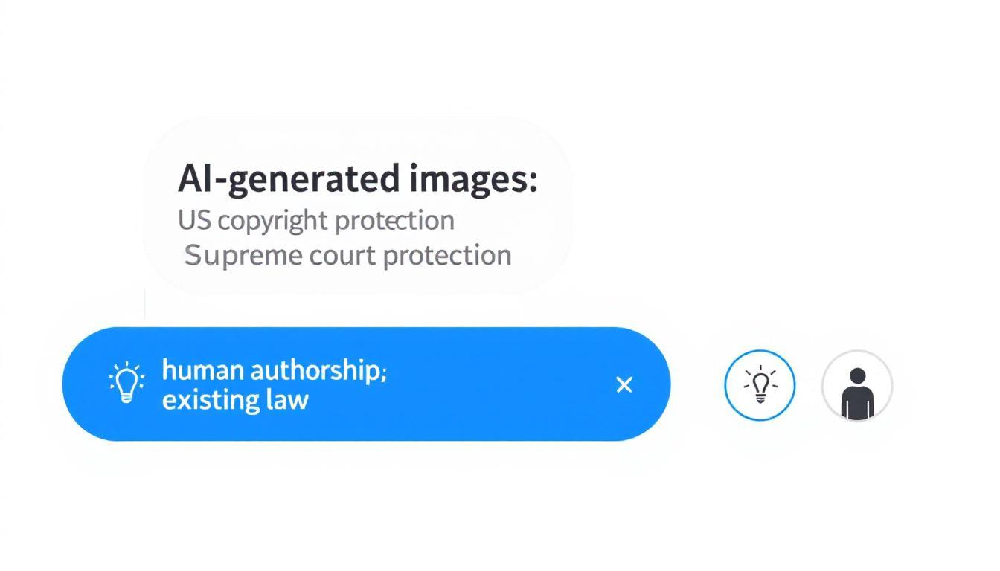 AI-generated images:
US copyright protection
Supreme court protection
human authorship;
existing law